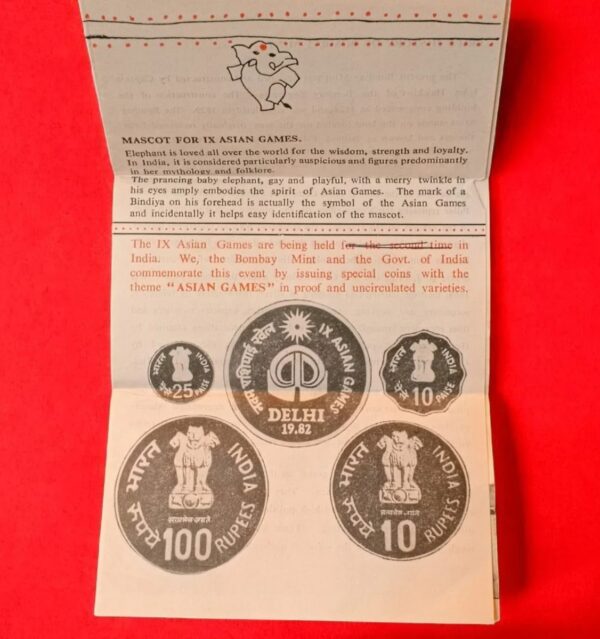 MASCOT FOR IX ASIAN GAMES.
Elephant is loved all over the world for the wisdom, strength and loyalty.
In India, it is considered particularly auspicious and figures predominantly
in her mythology and folklore.
The prancing baby elephant, gay and playful, with a merry twinkle in
his eyes amply embodies the spirit of Asian Games. The mark of a
Bindiya on his forehead is actually the symbol of the Asian Games
and incidentally it helps easy identification of the mascot.
The IX Asian Games are being held for the second time in
India. We, the Bombay Mint and the Govt. of India
commemorate this event by issuing special coins with the
theme "ASIAN GAMES" in proof and uncirculated varieties.
भारत INDIA
पैसे 25 PAISE
नवम एशियाई खेल IX ASIAN GAMES
DELHI
1982
भारत INDIA
पैसे 10 PAISE
भारत INDIA
सत्यमेव जयते
रुपये 100 RUPEES
भारत INDIA
सत्यमेव जयते
रुपये 10 RUPEES